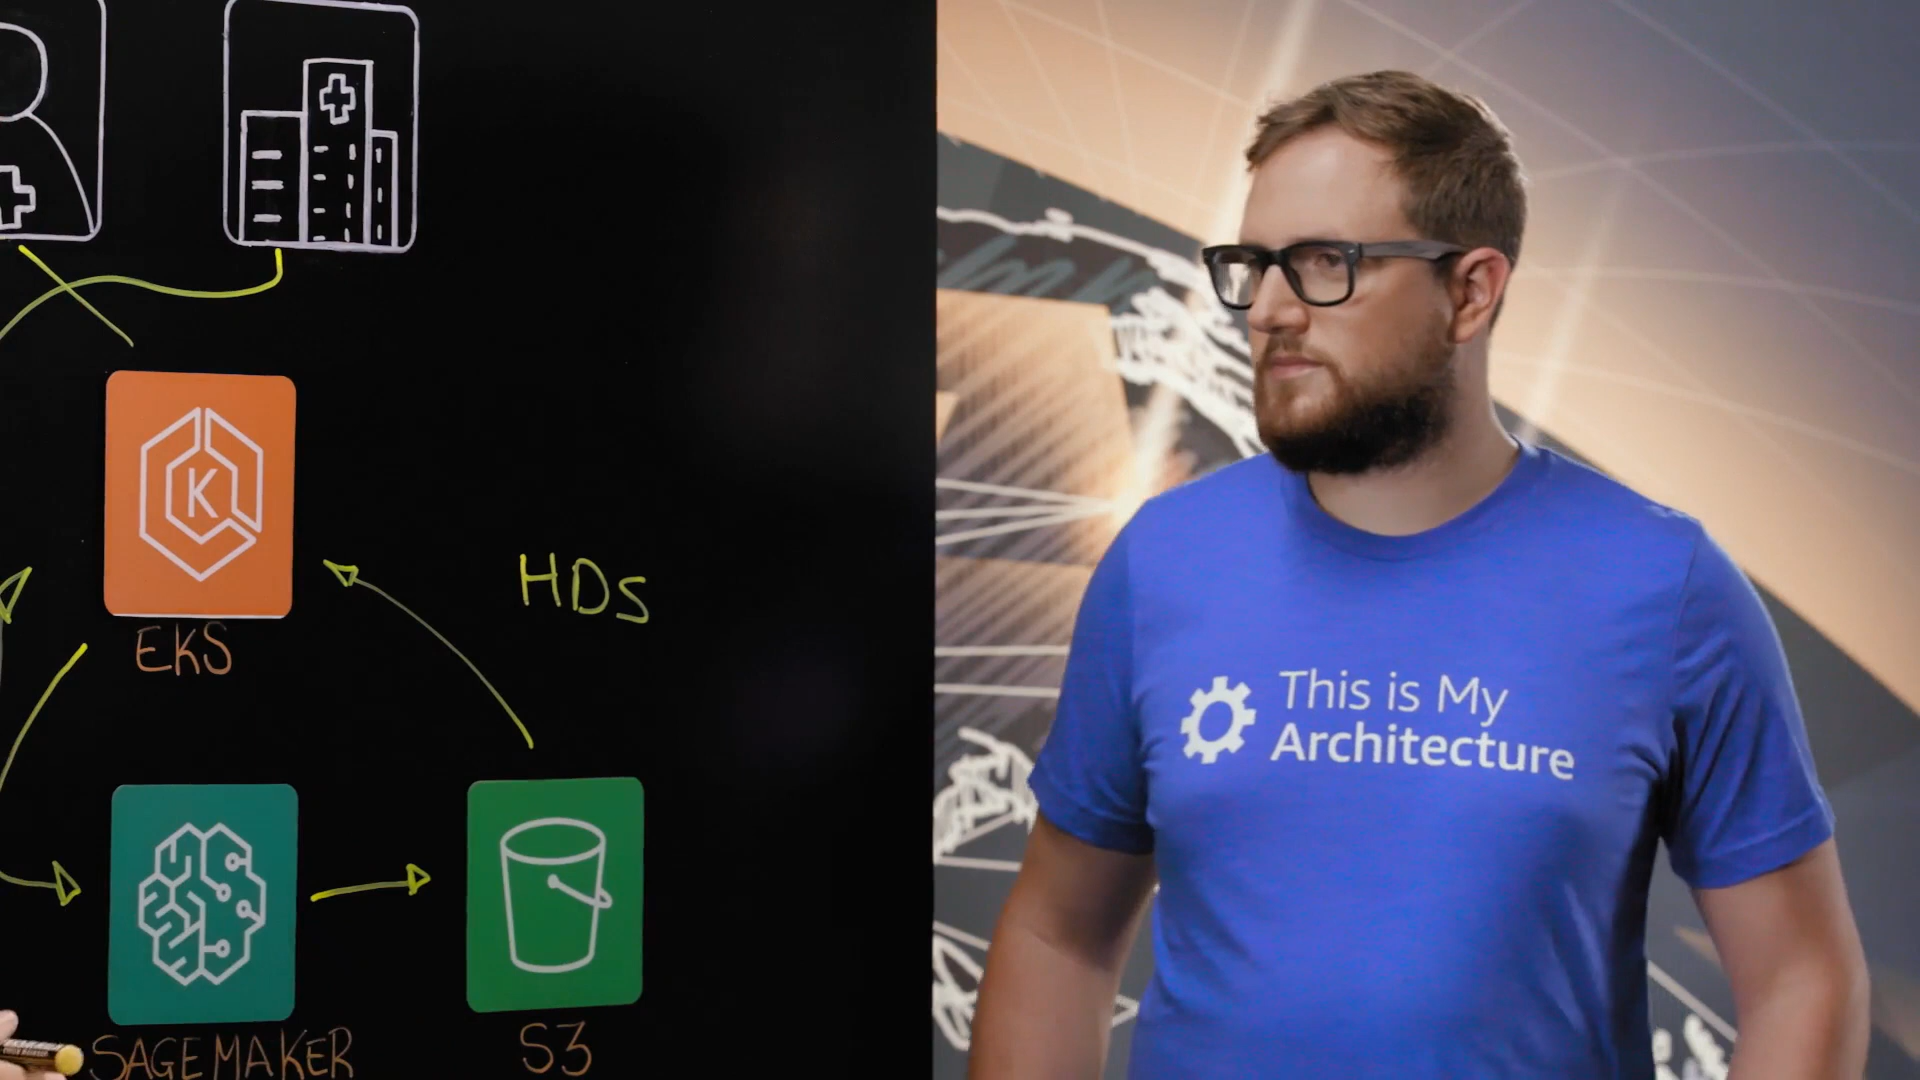 K
EKS
HDS
SAGEMAKER
S3
This is My
Architecture